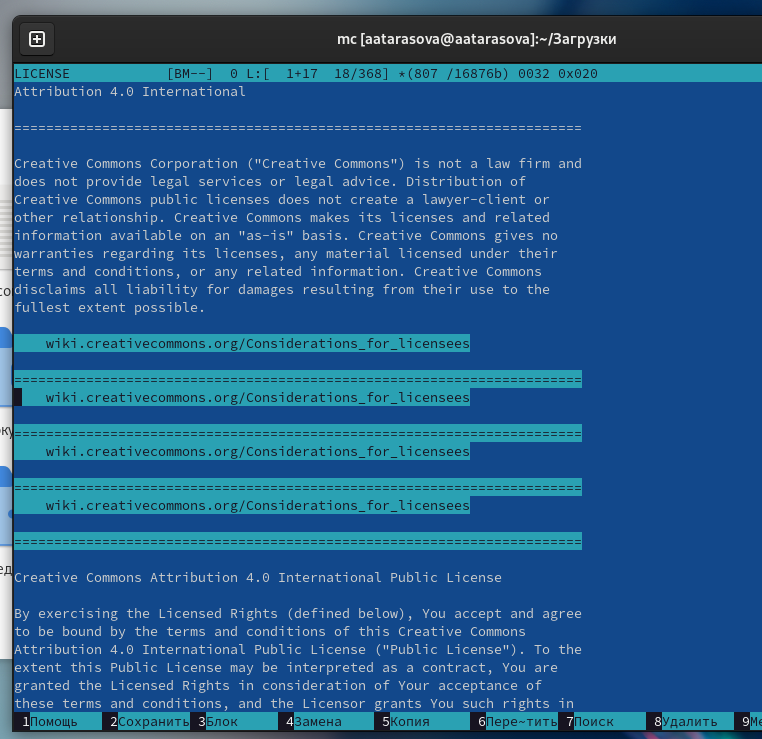 mc [aatarasova@aatarasova]:~/Загрузки
LICENSE            [BM--]  0 L:[  1+17  18/368] *(807 /16876b) 0032 0x020
Attribution 4.0 International
=======================================================================
Creative Commons Corporation ("Creative Commons") is not a law firm and
does not provide legal services or legal advice. Distribution of
Creative Commons public licenses does not create a lawyer-client or
other relationship. Creative Commons makes its licenses and related
information available on an "as-is" basis. Creative Commons gives no
warranties regarding its licenses, any material licensed under their
terms and conditions, or any related information. Creative Commons
disclaims all liability for damages resulting from their use to the
fullest extent possible.
wiki.creativecommons.org/Considerations_for_licensees
=======================================================================
wiki.creativecommons.org/Considerations_for_licensees
=======================================================================
wiki.creativecommons.org/Considerations_for_licensees
=======================================================================
wiki.creativecommons.org/Considerations_for_licensees
=======================================================================
Creative Commons Attribution 4.0 International Public License
By exercising the Licensed Rights (defined below), You accept and agree
to be bound by the terms and conditions of this Creative Commons
Attribution 4.0 International Public License ("Public License"). To the
extent this Public License may be interpreted as a contract, You are
granted the Licensed Rights in consideration of Your acceptance of
these terms and conditions, and the Licensor grants You such rights in
1Помощь 2Сохранить 3Блок 4Замена 5Копия 6Пере~тить 7Поиск 8Удалить 9